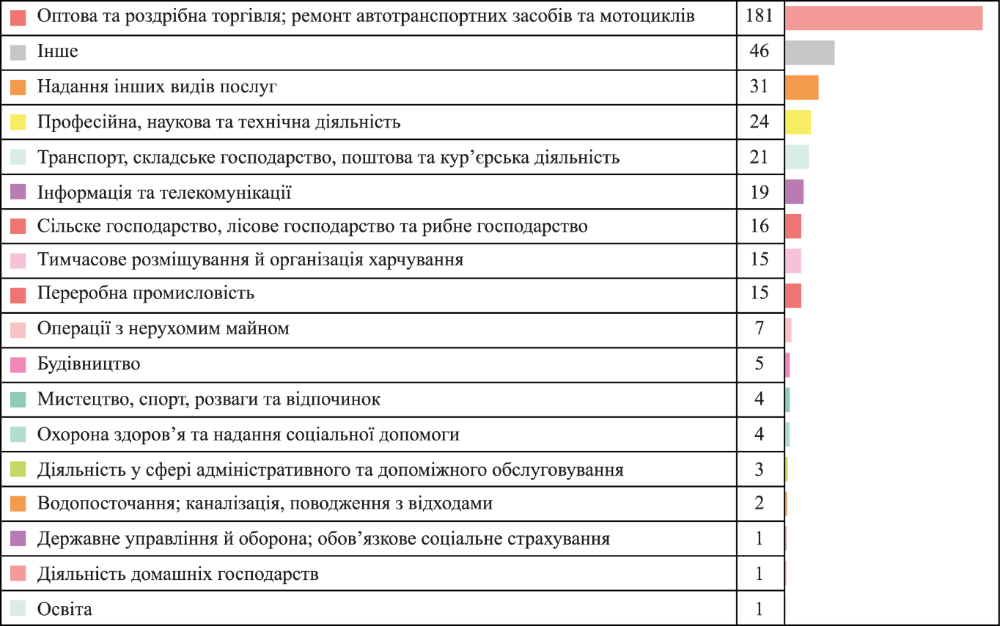 Оптова та роздрібна торгівля; ремонт автотранспортних засобів та мотоциклів 181
Інше 46
Надання інших видів послуг 31
Професійна, наукова та технічна діяльність 24
Транспорт, складське господарство, поштова та кур’єрська діяльність 21
Інформація та телекомунікації 19
Сільске господарство, лісове господарство та рибне господарство 16
Тимчасове розміщування й організація харчування 15
Переробна промисловість 15
Операції з нерухомим майном 7
Будівництво 5
Мистецтво, спорт, розваги та відпочинок 4
Охорона здоров’я та надання соціальної допомоги 4
Діяльність у сфері адміністративного та допоміжного обслуговування 3
Водопосточання; каналізація, поводження з відходами 2
Державне управління й оборона; обов’язкове соціальне страхування 1
Діяльність домашніх господарств 1
Освіта 1